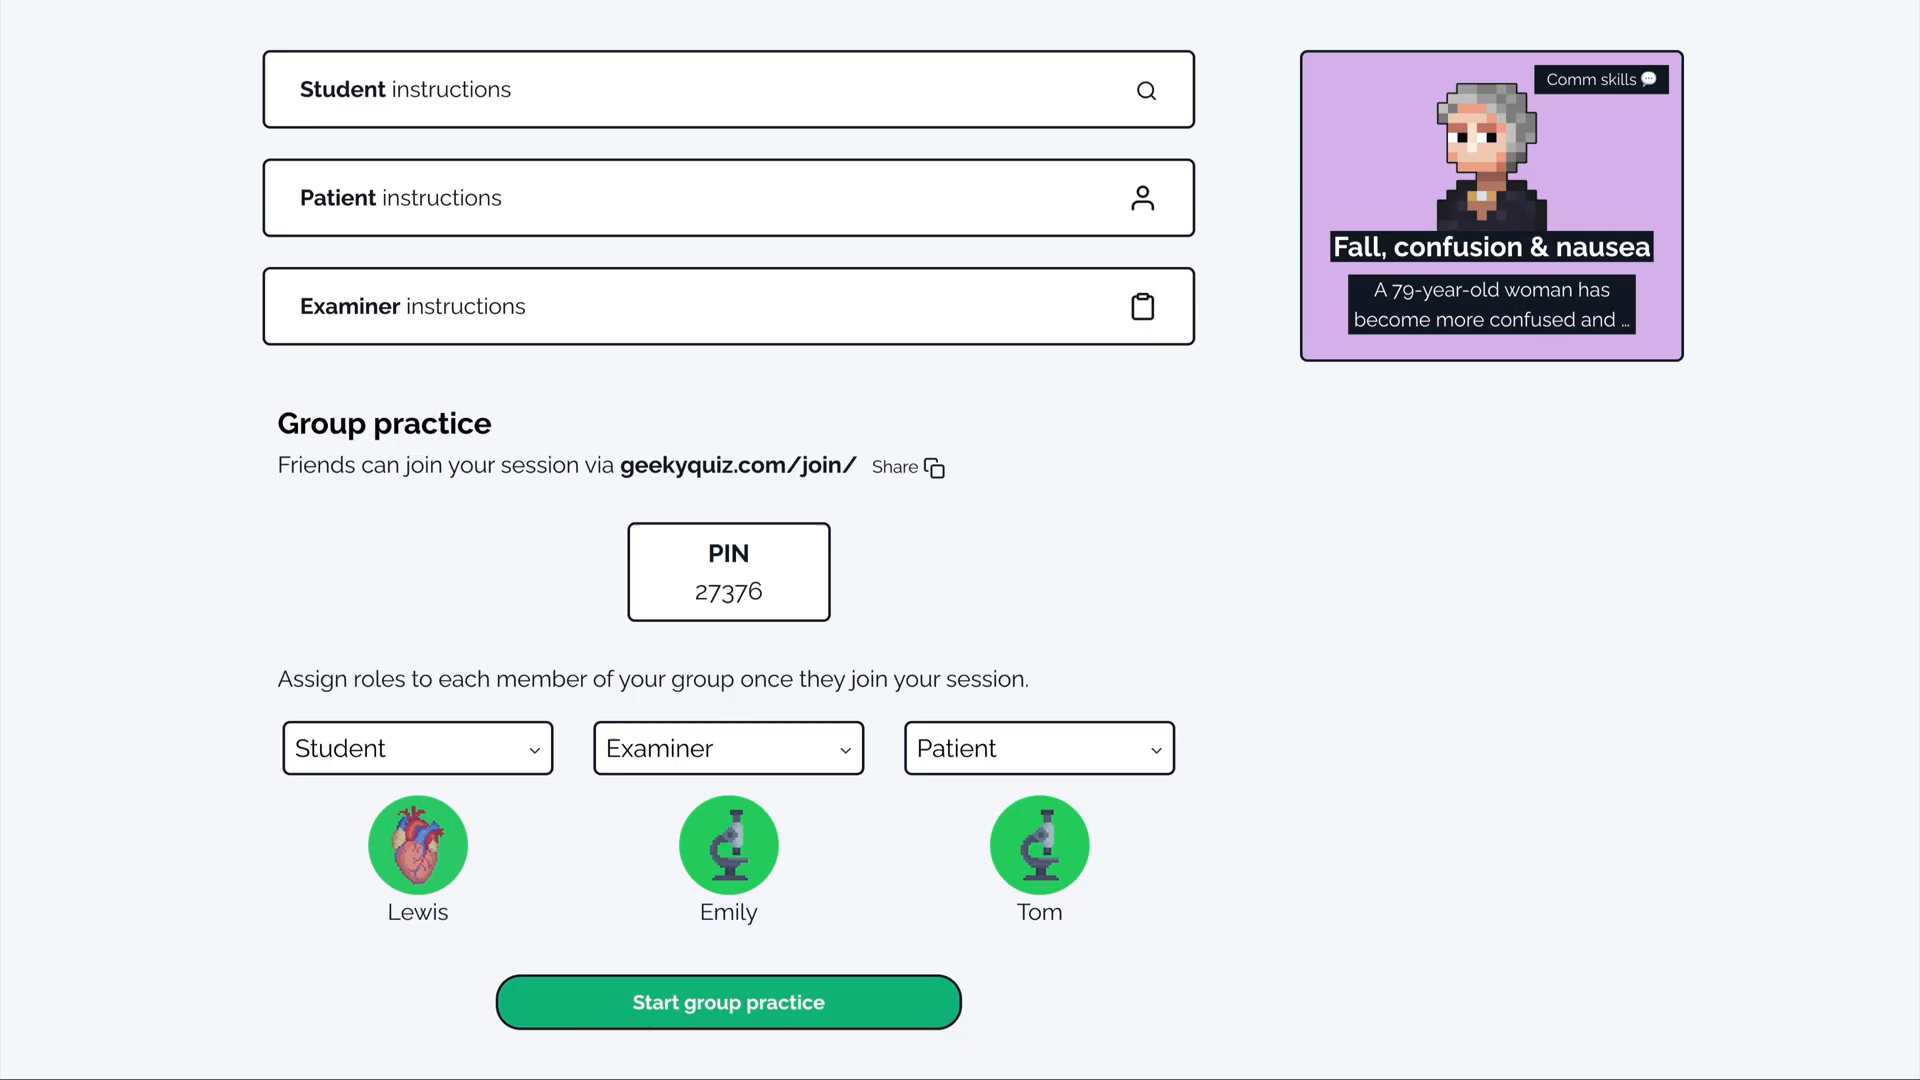 Student instructions
Patient instructions
Examiner instructions
Comm skills
Fall, confusion & nausea
A 79-year-old woman has
become more confused and ...
Group practice
Friends can join your session via geekyquiz.com/join/ Share
PIN
27376
Assign roles to each member of your group once they join your session.
Student
Examiner
Patient
Lewis
Emily
Tom
Start group practice